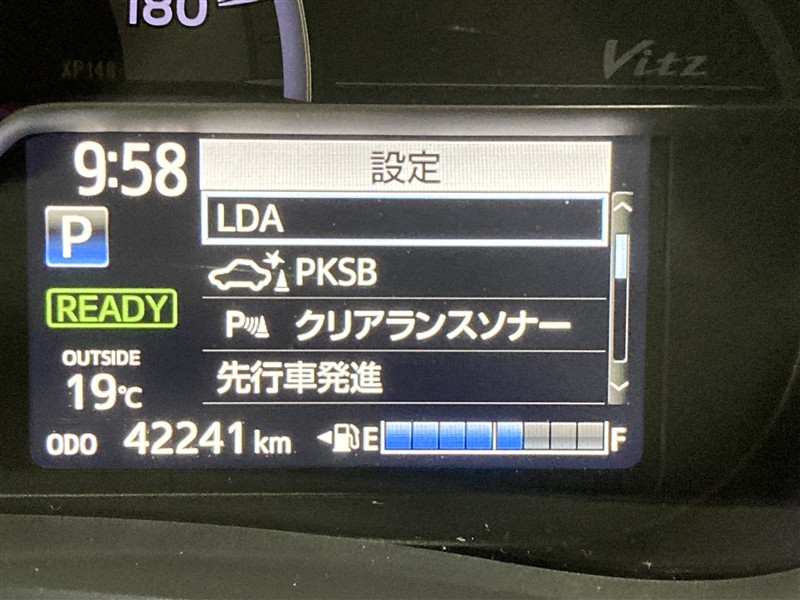 180
XP140
Vitz
9:58
設定
P
LDA
PKSB
READY
P クリアランスソナー
OUTSIDE
19℃
先行車発進
ODO 42241 km
E F